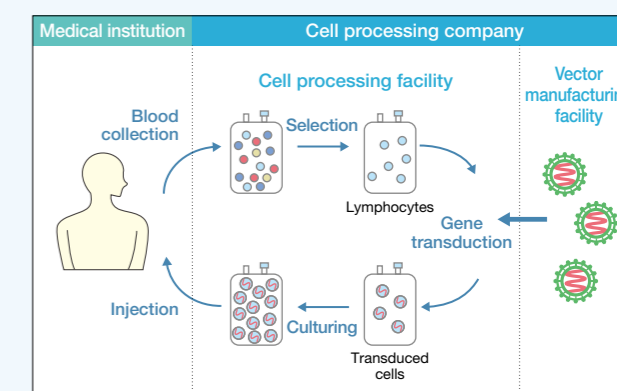 Medical institution
Cell processing company
Cell processing facility
Vector
facility
Blood
collection
Selection
Lymphocytes
Gene
transduction
Injection
Culturing
Transduced
cells